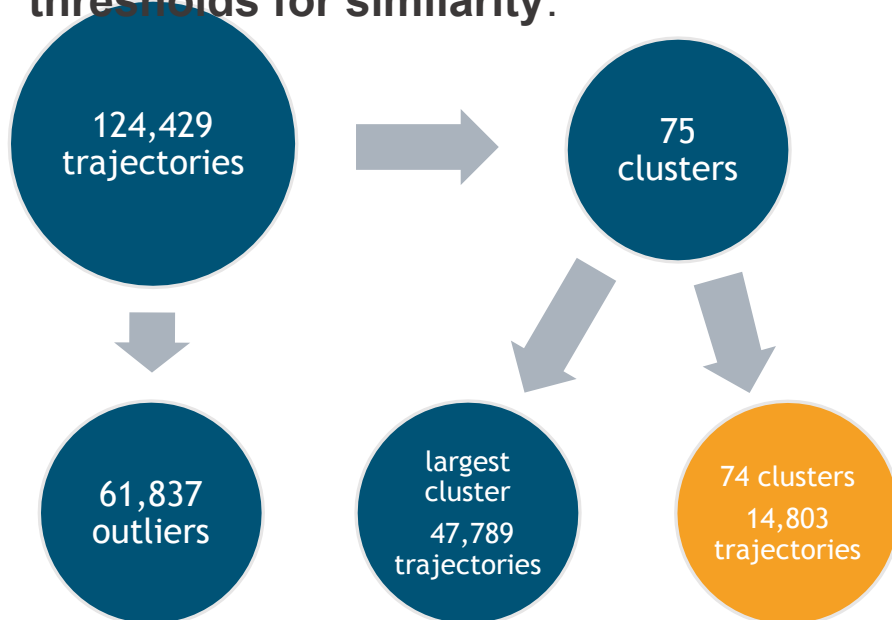 thresholds for similarity.
124,429
trajectories
75
clusters
61,837
outliers
largest
cluster
47,789
trajectories
74 clusters
14,803
trajectories